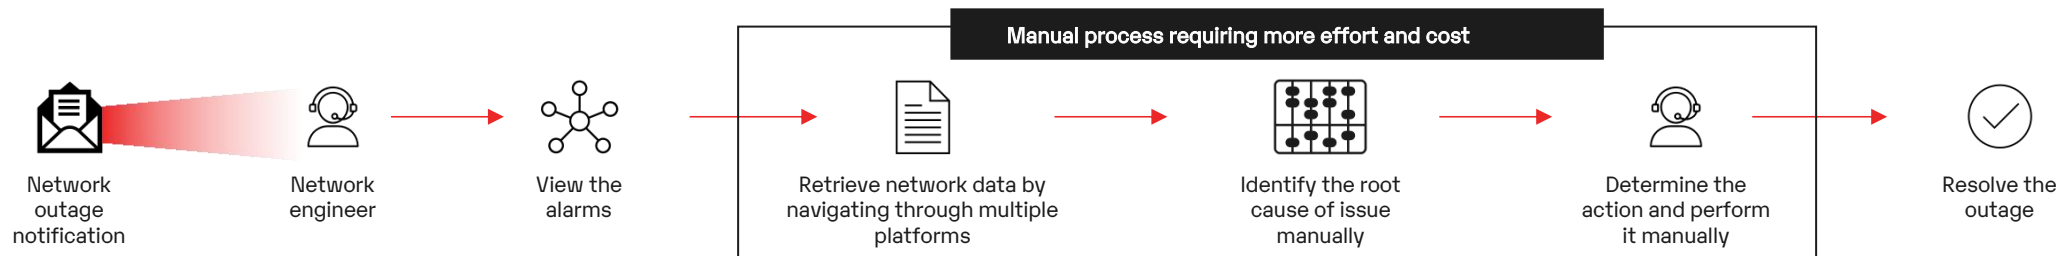 Manual process requiring more effort and cost
Network
outage
notification
Network
engineer
View the
alarms
Retrieve network data by
navigating through multiple
platforms
Identify the root
cause of issue
manually
Determine the
action and perform
it manually
Resolve the
outage